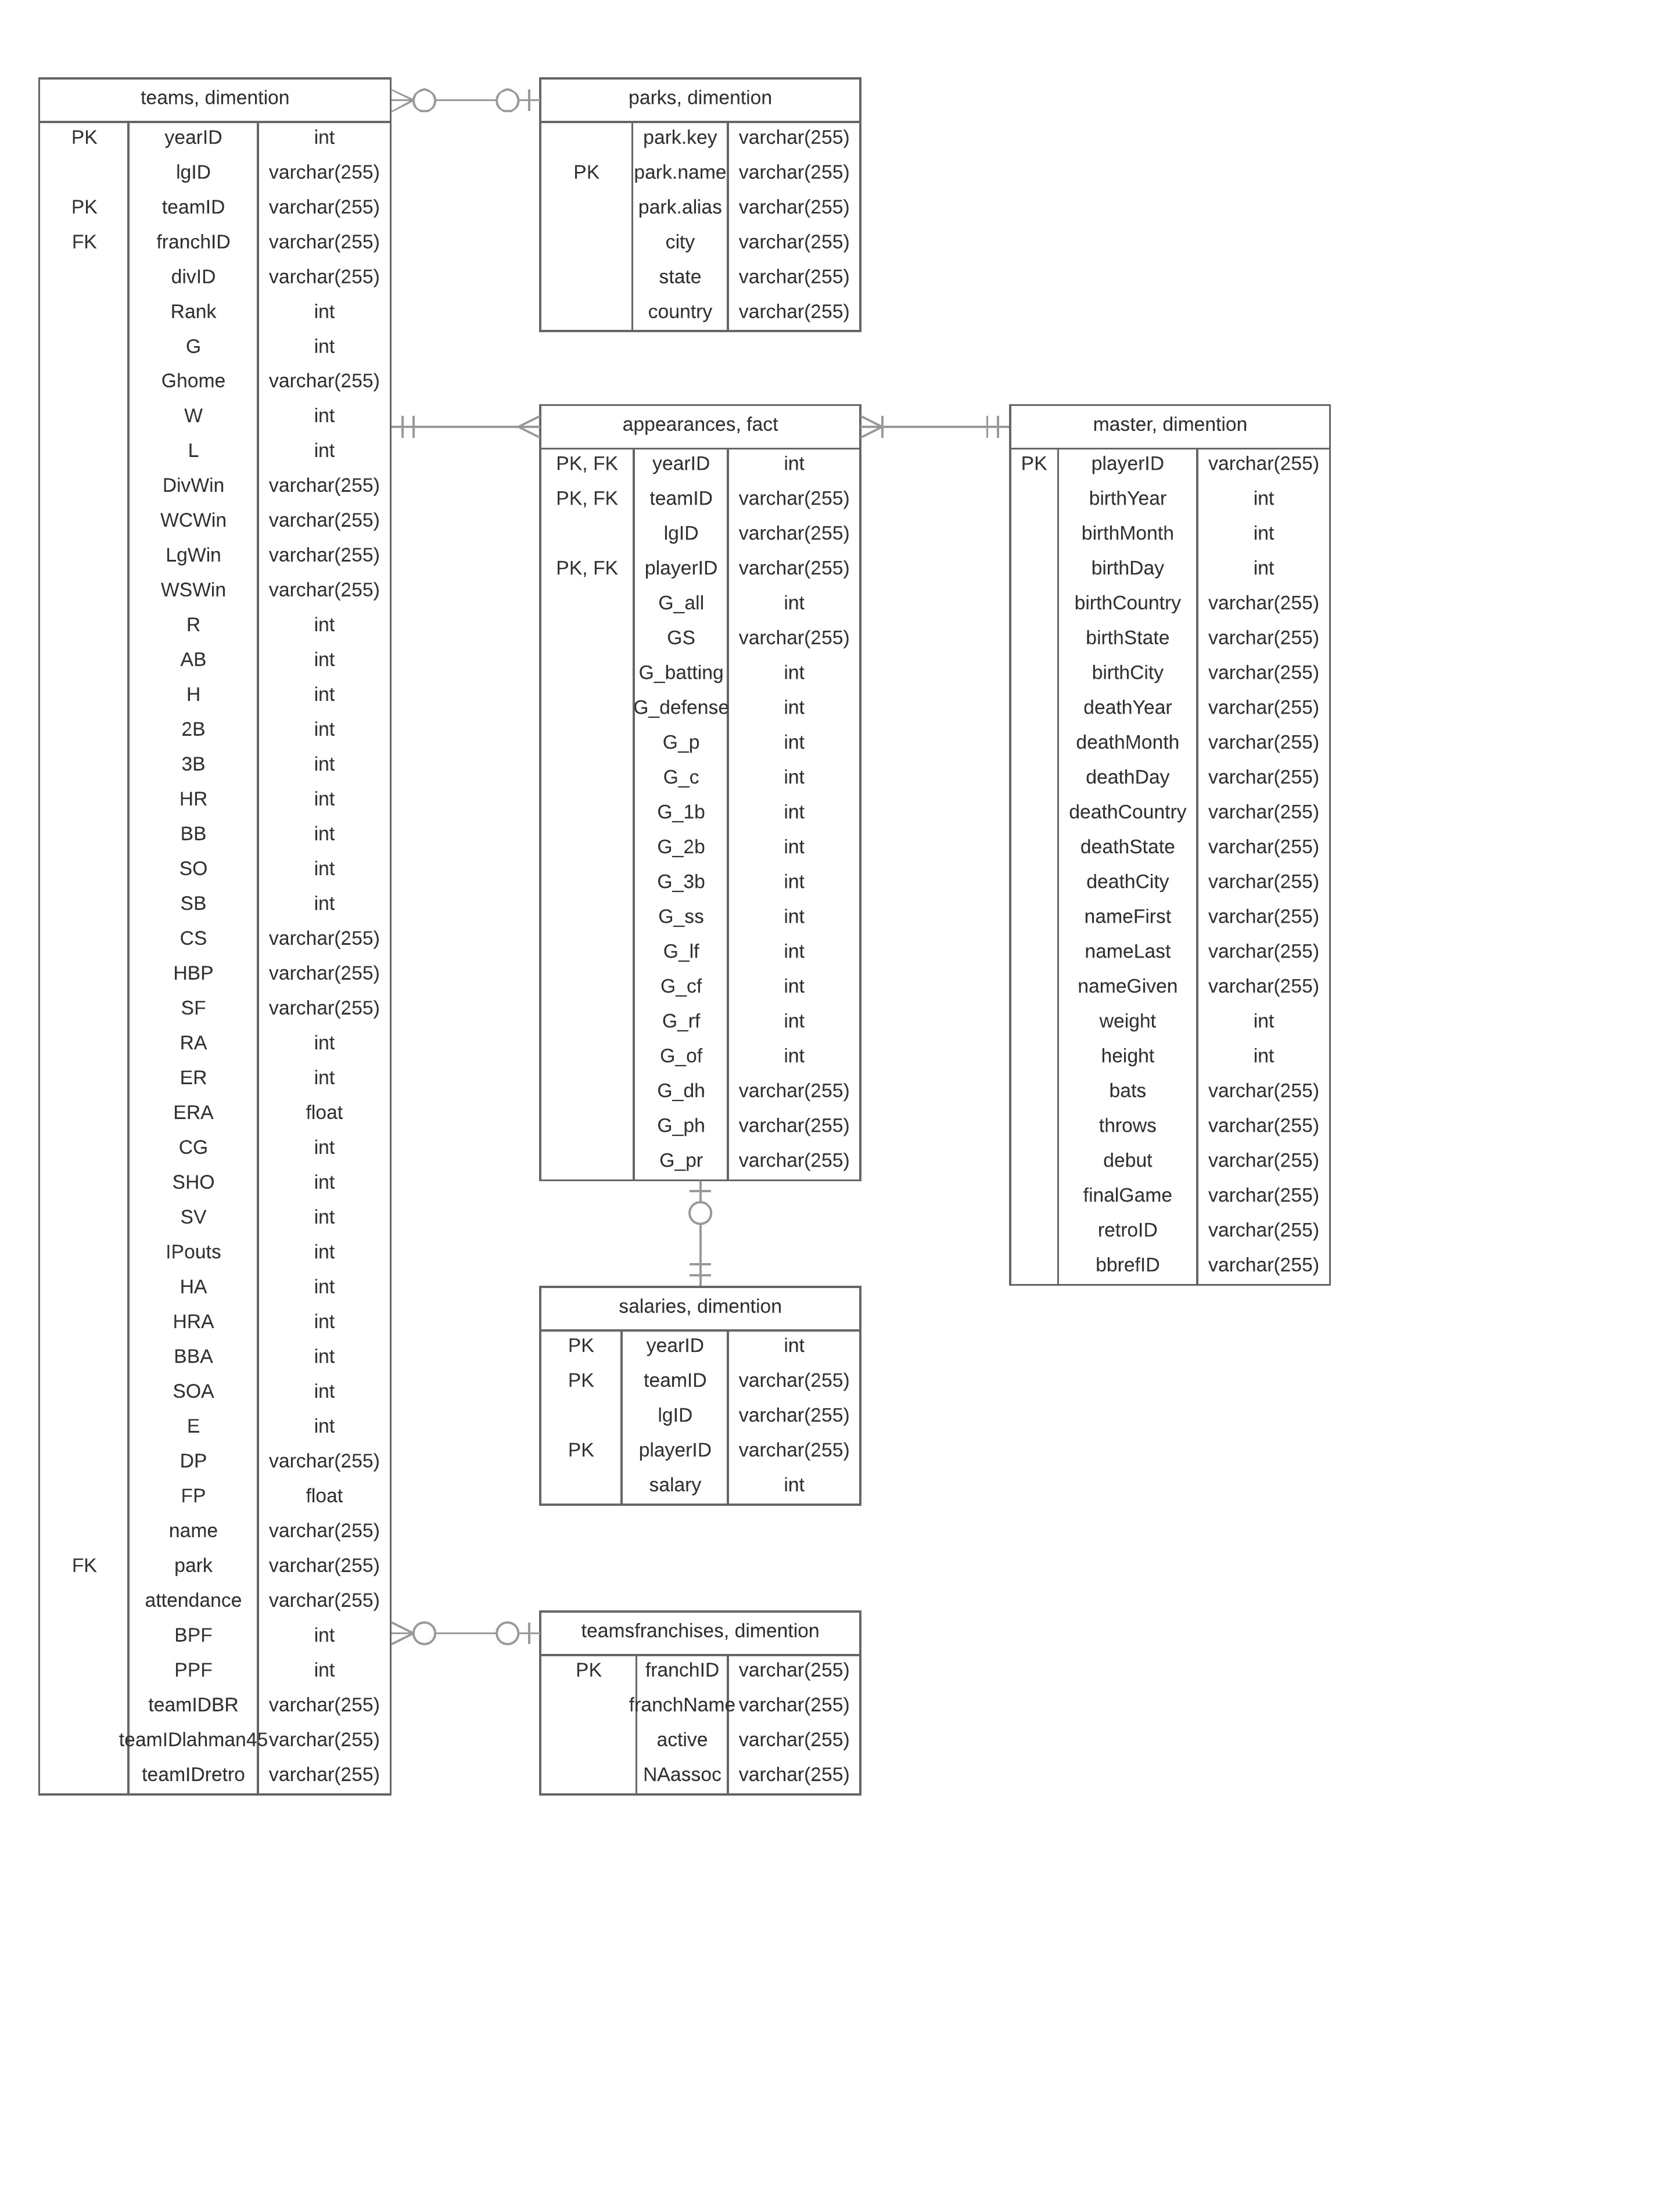 teams, dimention
PK yearID int
lgID varchar(255)
PK teamID varchar(255)
FK franchID varchar(255)
divID varchar(255)
Rank int
G int
Ghome varchar(255)
W int
L int
DivWin varchar(255)
WCWin varchar(255)
LgWin varchar(255)
WSWin varchar(255)
R int
AB int
H int
2B int
3B int
HR int
BB int
SO int
SB int
CS varchar(255)
HBP varchar(255)
SF varchar(255)
RA int
ER int
ERA float
CG int
SHO int
SV int
IPouts int
HA int
HRA int
BBA int
SOA int
E int
DP varchar(255)
FP float
name varchar(255)
FK park varchar(255)
attendance varchar(255)
BPF int
PPF int
teamIDBR varchar(255)
teamIDlahman45 varchar(255)
teamIDretro varchar(255)
parks, dimention
park.key varchar(255)
PK park.name varchar(255)
park.alias varchar(255)
city varchar(255)
state varchar(255)
country varchar(255)
appearances, fact
PK, FK yearID int
PK, FK teamID varchar(255)
lgID varchar(255)
PK, FK playerID varchar(255)
G_all int
GS varchar(255)
G_batting int
G_defense int
G_p int
G_c int
G_1b int
G_2b int
G_3b int
G_ss int
G_lf int
G_cf int
G_rf int
G_of int
G_dh varchar(255)
G_ph varchar(255)
G_pr varchar(255)
master, dimention
PK playerID varchar(255)
birthYear int
birthMonth int
birthDay int
birthCountry varchar(255)
birthState varchar(255)
birthCity varchar(255)
deathYear varchar(255)
deathMonth varchar(255)
deathDay varchar(255)
deathCountry varchar(255)
deathState varchar(255)
deathCity varchar(255)
nameFirst varchar(255)
nameLast varchar(255)
nameGiven varchar(255)
weight int
height int
bats varchar(255)
throws varchar(255)
debut varchar(255)
finalGame varchar(255)
retroID varchar(255)
bbrefID varchar(255)
salaries, dimention
PK yearID int
PK teamID varchar(255)
lgID varchar(255)
PK playerID varchar(255)
salary int
teamsfranchises, dimention
PK franchID varchar(255)
franchName varchar(255)
active varchar(255)
NAassoc varchar(255)